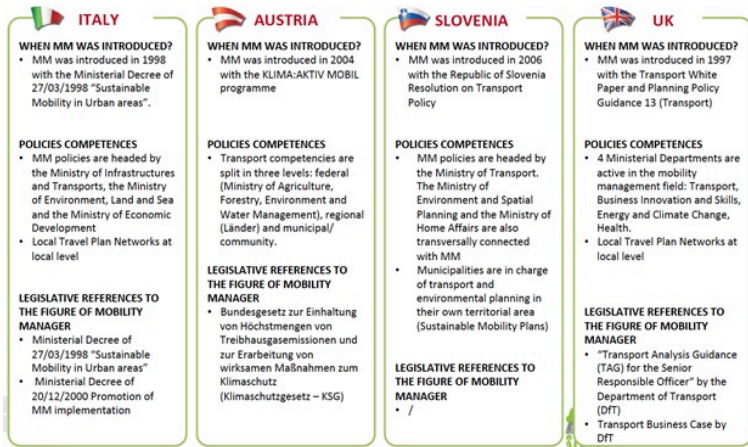 ITALY
WHEN MM WAS INTRODUCED?
• MM was introduced in 1998
with the Ministerial Decree of
27/03/1998 “Sustainable
Mobility in Urban areas”.
POLICIES COMPETENCES
• MM policies are headed by
the Ministry of Infrastructures
and Transports, the Ministry
of Environment, Land and Sea
and the Ministry of Economic
Development
• Local Travel Plan Networks at
local level
LEGISLATIVE REFERENCES TO
THE FIGURE OF MOBILITY
MANAGER
• Ministerial Decree of
27/03/1998 “Sustainable
Mobility in Urban areas”
• Ministerial Decree of
20/12/2000 Promotion of
MM implementation
AUSTRIA
WHEN MM WAS INTRODUCED?
• MM was introduced in 2004
with the KLIMA:AKTIV MOBIL
programme
POLICIES COMPETENCES
• Transport competencies are
split in three levels: federal
(Ministry of Agriculture,
Forestry, Environment and
Water Management), regional
(Länder) and municipal/
community.
LEGISLATIVE REFERENCES TO
THE FIGURE OF MOBILITY
MANAGER
• Bundesgesetz zur Einhaltung
von Höchstmengen von
Treibhausgasemissionen und
zur Erarbeitung von
wirksamen Maßnahmen zum
Klimaschutz
(Klimaschutzgesetz – KSG)
SLOVENIA
WHEN MM WAS INTRODUCED?
• MM was introduced in 2006
with the Republic of Slovenia
Resolution on Transport
Policy
POLICIES COMPETENCES
• MM policies are headed by
the Ministry of Transport.
The Ministry of
Environment and Spatial
Planning and the Ministry of
Home Affairs are also
transversally connected
with MM
• Municipalities are in charge
of transport and
environmental planning in
their own territorial area
(Sustainable Mobility Plans)
LEGISLATIVE REFERENCES TO
THE FIGURE OF MOBILITY
MANAGER
• /
UK
WHEN MM WAS INTRODUCED?
• MM was introduced in 1997
with the Transport White
Paper and Planning Policy
Guidance 13 (Transport)
POLICIES COMPETENCES
• 4 Ministerial Departments are
active in the mobility
management field: Transport,
Business Innovation and Skills,
Energy and Climate Change,
Health.
• Local Travel Plan Networks at
local level
LEGISLATIVE REFERENCES TO
THE FIGURE OF MOBILITY
MANAGER
• “Transport Analysis Guidance
(TAG) for the Senior
Responsible Officer” by the
Department of Transport
(DfT)
• Transport Business Case by
DfT